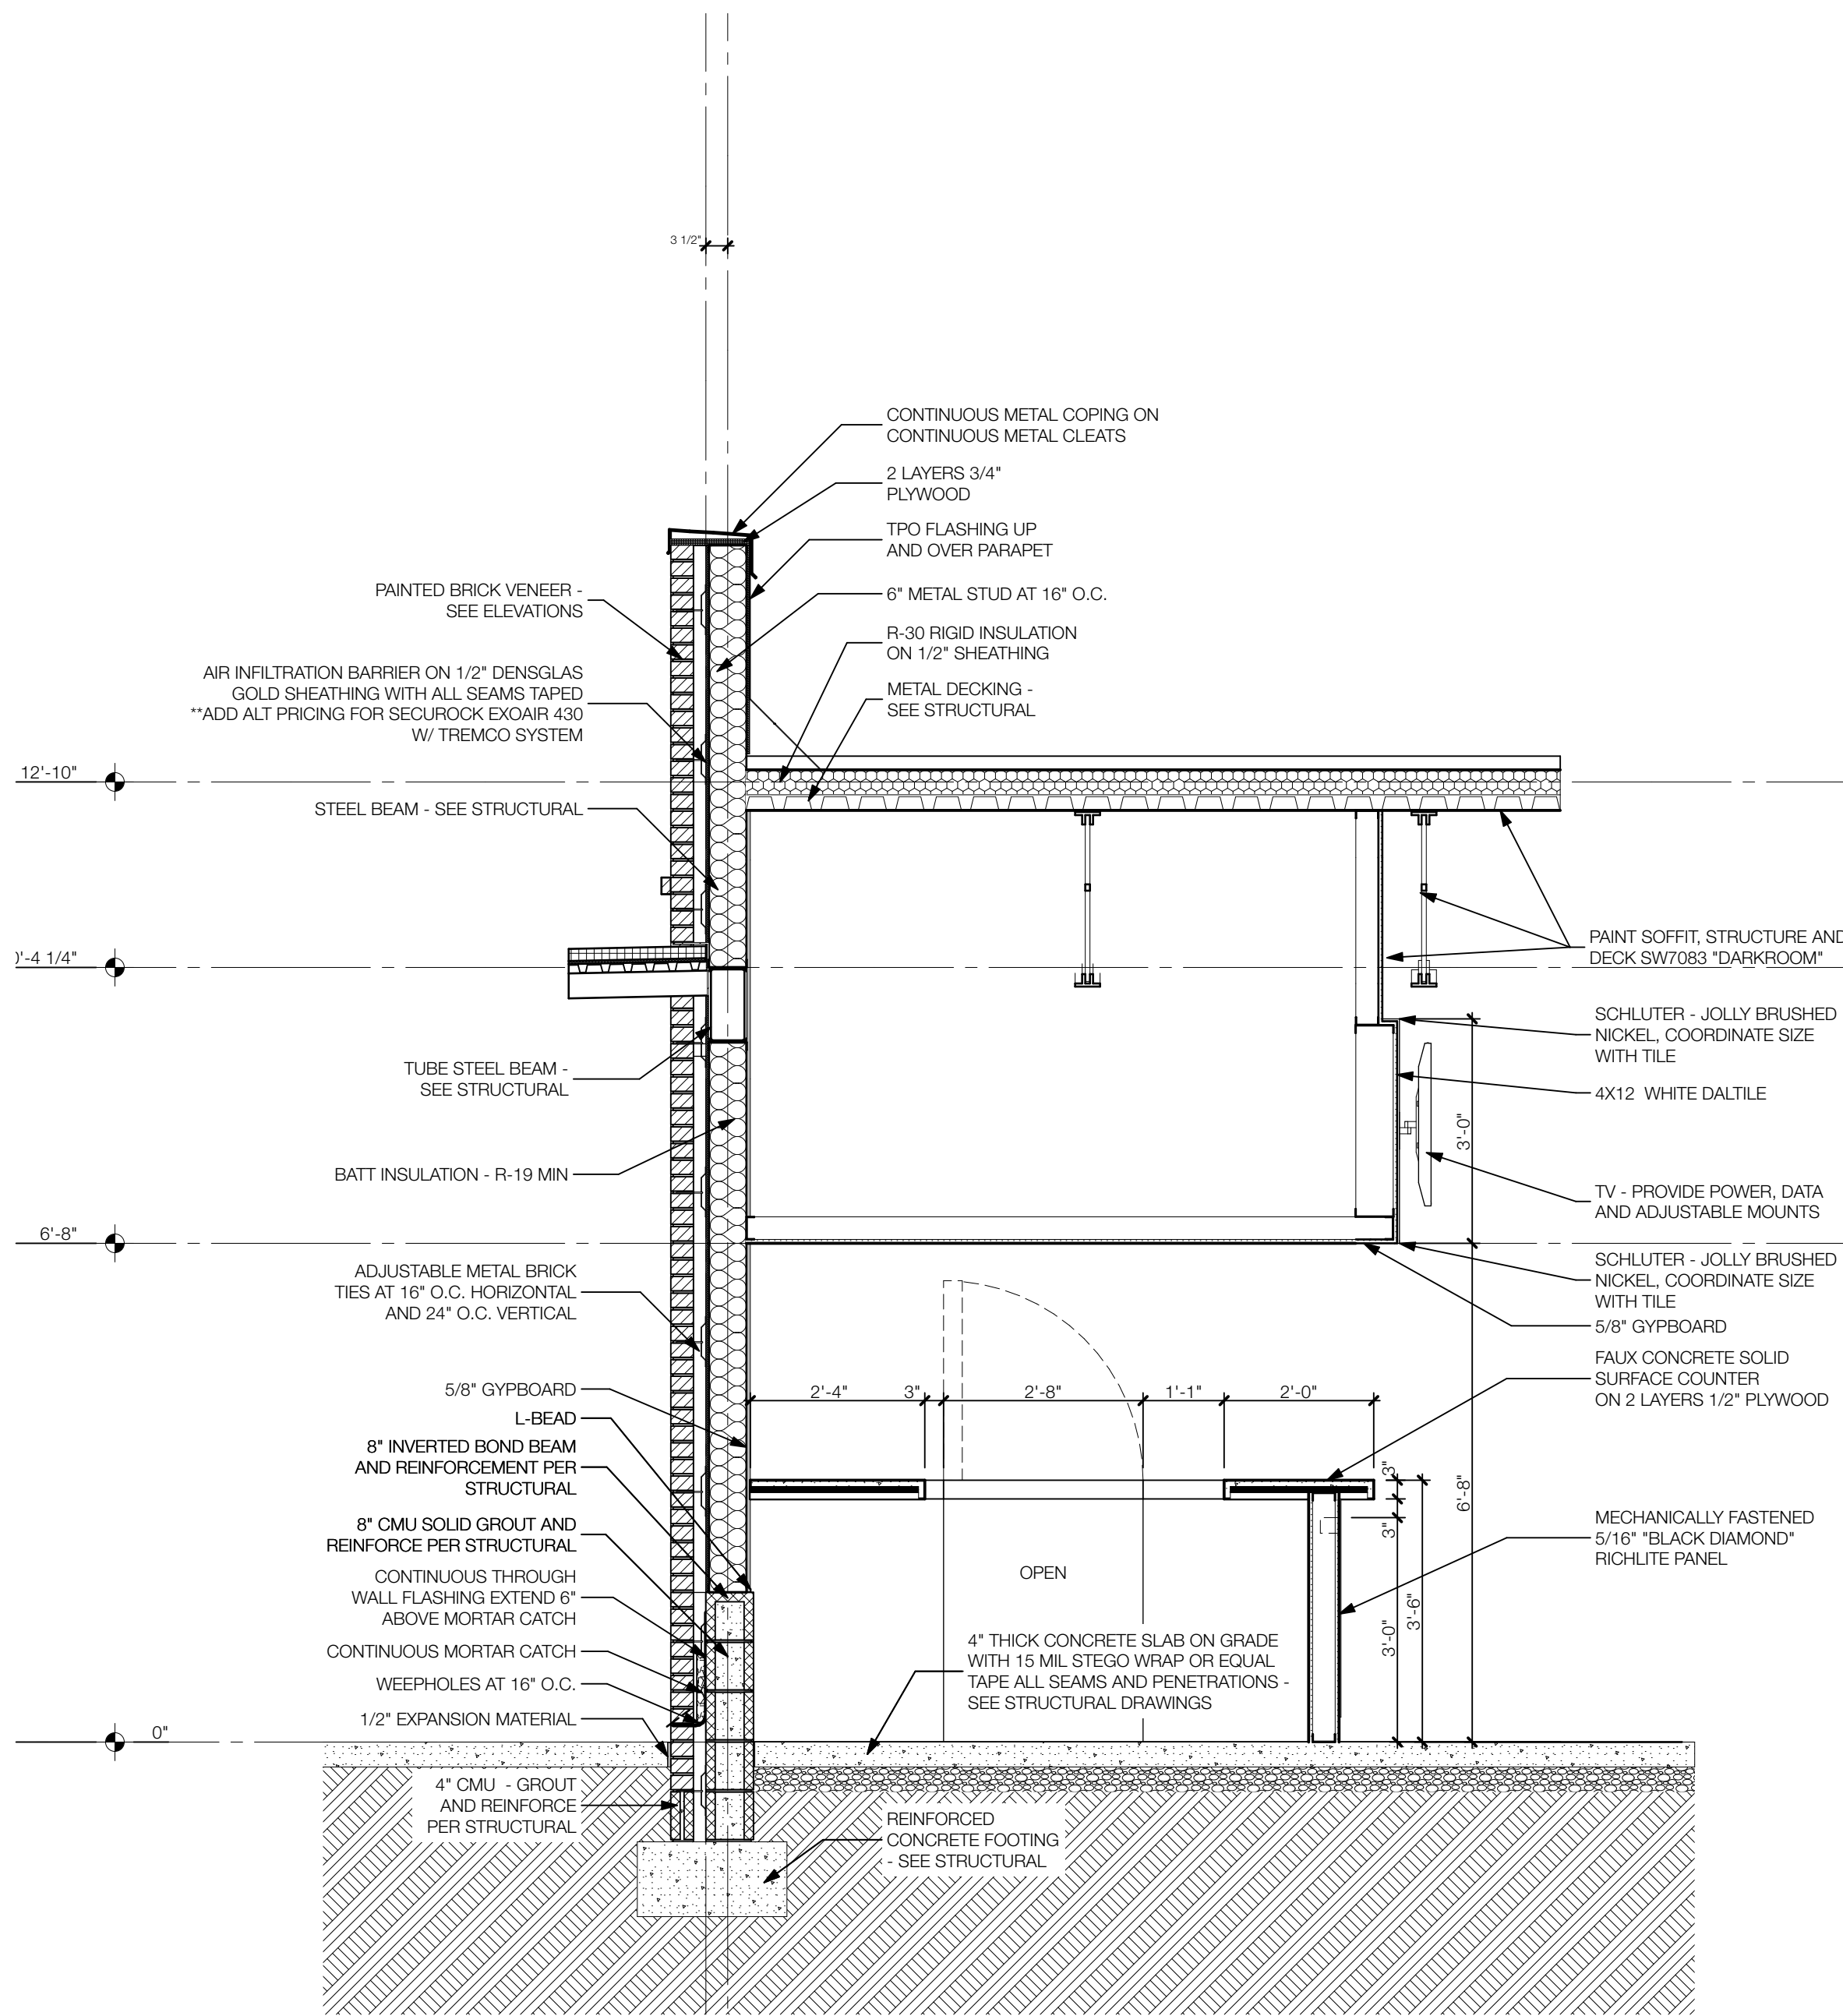 3 1/2"
CONTINUOUS METAL COPING ON
CONTINUOUS METAL CLEATS
2 LAYERS 3/4"
PLYWOOD
TPO FLASHING UP
AND OVER PARAPET
6" METAL STUD AT 16" O.C.
R-30 RIGID INSULATION
ON 1/2" SHEATHING
METAL DECKING -
SEE STRUCTURAL
PAINTED BRICK VENEER -
SEE ELEVATIONS
AIR INFILTRATION BARRIER ON 1/2" DENSGLAS
GOLD SHEATHING WITH ALL SEAMS TAPED
**ADD ALT PRICING FOR SECUROCK EXOAIR 430
W/ TREMCO SYSTEM
12'-10"
STEEL BEAM - SEE STRUCTURAL
'-4 1/4"
TUBE STEEL BEAM -
SEE STRUCTURAL
BATT INSULATION - R-19 MIN
6'-8"
ADJUSTABLE METAL BRICK
TIES AT 16" O.C. HORIZONTAL
AND 24" O.C. VERTICAL
5/8" GYPBOARD
L-BEAD
8" INVERTED BOND BEAM
AND REINFORCEMENT PER
STRUCTURAL
8" CMU SOLID GROUT AND
REINFORCE PER STRUCTURAL
CONTINUOUS THROUGH
WALL FLASHING EXTEND 6"
ABOVE MORTAR CATCH
CONTINUOUS MORTAR CATCH
WEEPHOLES AT 16" O.C.
1/2" EXPANSION MATERIAL
0"
4" CMU - GROUT
AND REINFORCE
PER STRUCTURAL
PAINT SOFFIT, STRUCTURE AND
DECK SW7083 "DARKROOM"
SCHLUTER - JOLLY BRUSHED
NICKEL, COORDINATE SIZE
WITH TILE
4X12 WHITE DALTILE
3'-0"
TV - PROVIDE POWER, DATA
AND ADJUSTABLE MOUNTS
SCHLUTER - JOLLY BRUSHED
NICKEL, COORDINATE SIZE
WITH TILE
5/8" GYPBOARD
FAUX CONCRETE SOLID
SURFACE COUNTER
ON 2 LAYERS 1/2" PLYWOOD
2'-4"
3"
2'-8"
1'-1"
2'-0"
3"
3"
6'-8"
3'-0"
3'-6"
MECHANICALLY FASTENED
5/16" "BLACK DIAMOND"
RICHLITE PANEL
OPEN
4" THICK CONCRETE SLAB ON GRADE
WITH 15 MIL STEGO WRAP OR EQUAL
TAPE ALL SEAMS AND PENETRATIONS -
SEE STRUCTURAL DRAWINGS
REINFORCED
CONCRETE FOOTING
- SEE STRUCTURAL